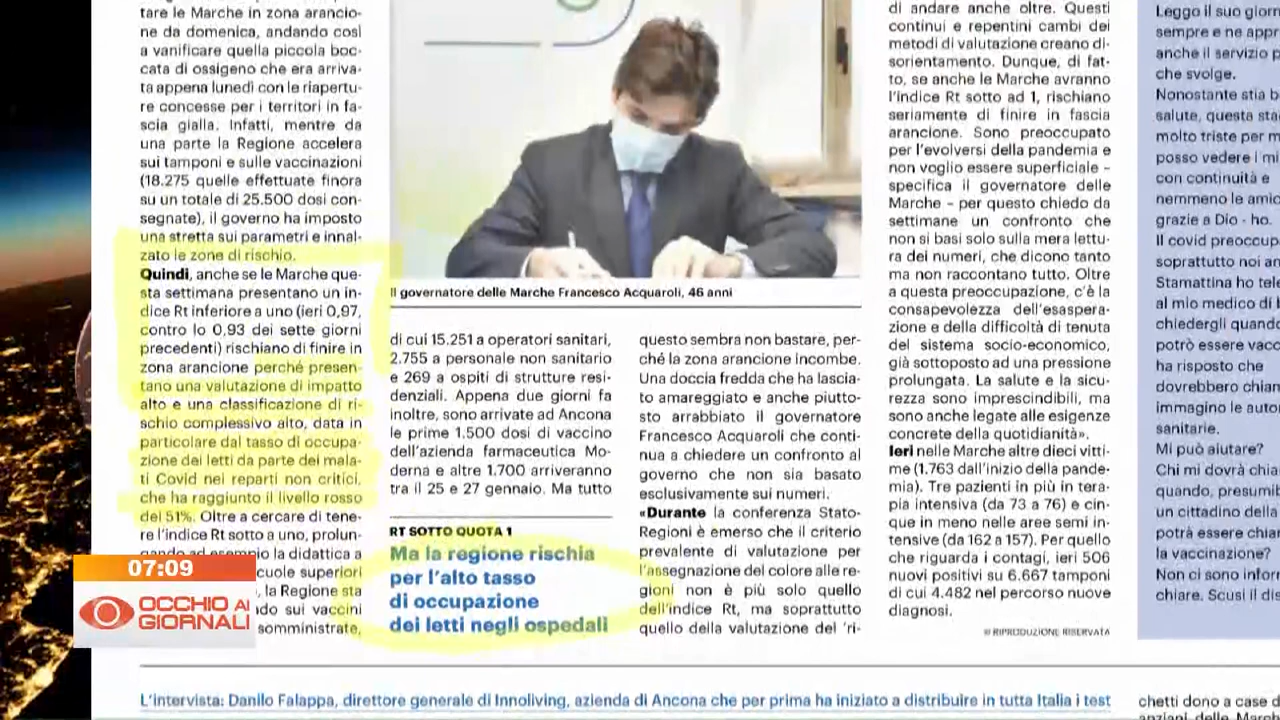 tare le Marche in zona arancio-
ne da domenica, andando così
a vanificare quella piccola boc-
cata di ossigeno che era arriva-
ta appena lunedì con le riapertu-
re concesse per i territori in fa-
scia gialla. Infatti, mentre da
una parte la Regione accelera
sui tamponi e sulle vaccinazioni
(18.275 quelle effettuate finora
su un totale di 25.500 dosi con-
segnate), il governo ha imposto
una stretta sui parametri e innal-
zato le zone di rischio.
Quindi, anche se le Marche que-
sta settimana presentano un in-
dice Rt inferiore a uno (ieri 0,97,
contro lo 0,93 dei sette giorni
precedenti) rischiano di finire in
zona arancione perché presen-
tano una valutazione di impatto
alto e una classificazione di ri-
schio complessivo alto, data in
particolare dal tasso di occupa-
zione dei letti da parte dei mala-
ti Covid nei reparti non critici,
che ha raggiunto il livello rosso
del 51%. Oltre a cercare di tene-
re l'indice Rt sotto a uno, prolun-
gando ad esempio la didattica a
cuole superiori
, la Regione sta
do sui vaccini
somministrate,
Il governatore delle Marche Francesco Acquaroli, 46 anni
di cui 15.251 a operatori sanitari,
2.755 a personale non sanitario
e 269 a ospiti di strutture resi-
denziali. Appena due giorni fa
inoltre, sono arrivate ad Ancona
le prime 1.500 dosi di vaccino
dell'azienda farmaceutica Mo-
derna e altre 1.700 arriveranno
tra il 25 e 27 gennaio. Ma tutto
RT SOTTO QUOTA 1
Ma la regione rischia
per l'alto tasso
di occupazione
dei letti negli ospedali
questo sembra non bastare, per-
ché la zona arancione incombe.
Una doccia fredda che ha lascia-
to amareggiato e anche piutto-
sto arrabbiato il governatore
Francesco Acquaroli che conti-
nua a chiedere un confronto al
governo che non sia basato
esclusivamente sui numeri.
«Durante la conferenza Stato-
Regioni è emerso che il criterio
prevalente di valutazione per
l'assegnazione del colore alle re-
gioni non è più solo quello
dell'indice Rt, ma soprattutto
quello della valutazione del 'ri-
di andare anche oltre. Questi
continui e repentini cambi dei
metodi di valutazione creano di-
sorientamento. Dunque, di fat-
to, se anche le Marche avranno
l'indice Rt sotto ad 1, rischiano
seriamente di finire in fascia
arancione. Sono preoccupato
per l'evolversi della pandemia e
non voglio essere superficiale –
specifica il governatore delle
Marche – per questo chiedo da
settimane un confronto che
non si basi solo sulla mera lettu-
ra dei numeri, che dicono tanto
ma non raccontano tutto. Oltre
a questa preoccupazione, c'è la
consapevolezza dell'esaspera-
zione e della difficoltà di tenuta
del sistema socio-economico,
già sottoposto ad una pressione
prolungata. La salute e la sicu-
rezza sono imprescindibili, ma
sono anche legate alle esigenze
concrete della quotidianità».
Ieri nelle Marche altre dieci vitti-
me (1.763 dall'inizio della pande-
mia). Tre pazienti in più in tera-
pia intensiva (da 73 a 76) e cin-
que in meno nelle aree semi in-
tensive (da 162 a 157). Per quello
che riguarda i contagi, ieri 506
nuovi positivi su 6.667 tamponi
di cui 4.482 nel percorso nuove
diagnosi.
© RIPRODUZIONE RISERVATA
Leggo il suo giorn
sempre e ne appr
anche il servizio p
che svolge.
Nonostante stia b
salute, questa sta
molto triste per m
posso vedere i mi
con continuità e
nemmeno le amic
grazie a Dio - ho.
Il covid preoccup
soprattutto noi an
Stamattina ho tele
al mio medico di b
chiedergli quando
potrò essere vacc
ha risposto che
dovrebbero chian
immagino le auto
sanitarie.
Mi può aiutare?
Chi mi dovrà chia
quando, presumib
un cittadino della
potrà essere chian
la vaccinazione?
Non ci sono inform
chiare. Scusi il dis
07:09
OCCHIO AI
GIORNALI
L'intervista: Danilo Falappa, direttore generale di Innoliving, azienda di Ancona che per prima ha iniziato a distribuire in tutta Italia i test
chetti dono a case d